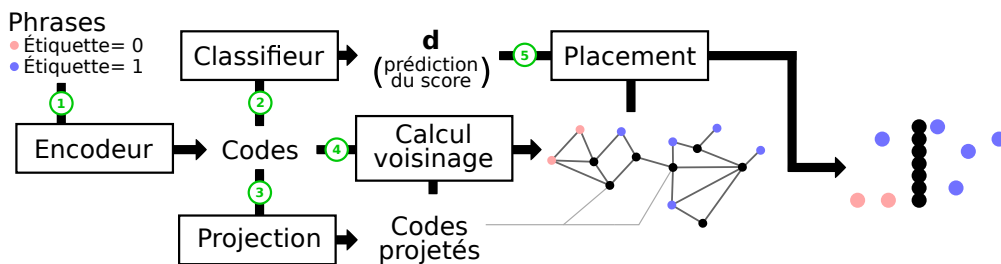 Phrases
Étiquette= 0
Étiquette= 1
1
Encodeur
Classifieur
2
Codes
3
Projection
d
(prédiction
du score)
4
Calcul
voisinage
Codes
projetés
5
Placement